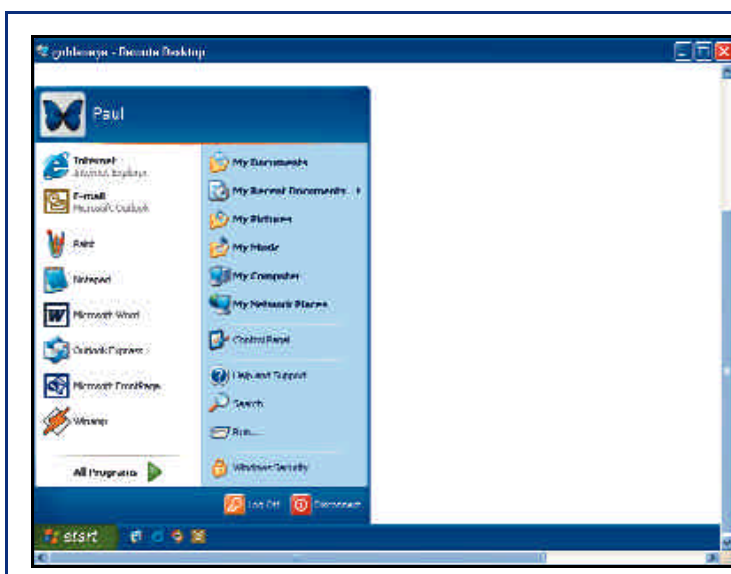 - Remote Desktop
Paul
Internet
Internet Explorer
E-mail
Microsoft Outlook
Paint
Notepad
Microsoft Word
Outlook Express
Microsoft FrontPage
Winamp
All Programs
My Documents
My Recent Documents
My Pictures
My Music
My Computer
My Network Places
Control Panel
Help and Support
Search
Run...
Windows Security
Log Off
Disconnect
start